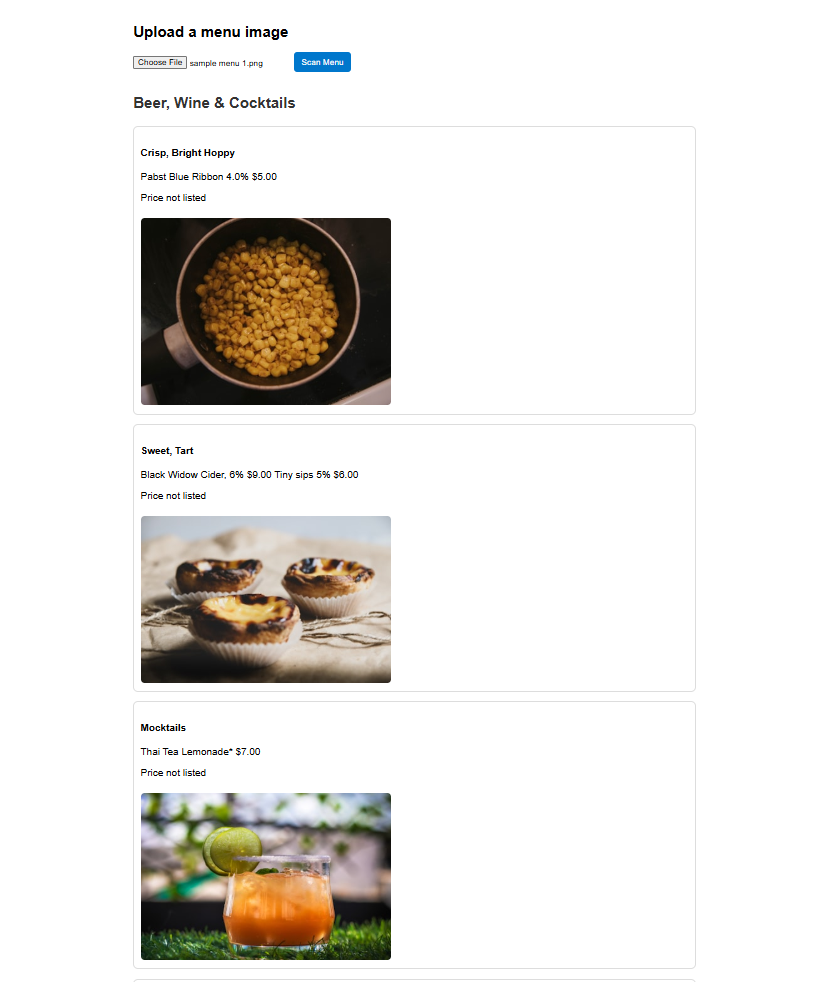 Upload a menu image
Choose File sample menu 1.png Scan Menu
Beer, Wine & Cocktails
Crisp, Bright Hoppy
Pabst Blue Ribbon 4.0% $5.00
Price not listed
Sweet, Tart
Black Widow Cider, 6% $9.00 Tiny sips 5% $6.00
Price not listed
Mocktails
Thai Tea Lemonade* $7.00
Price not listed